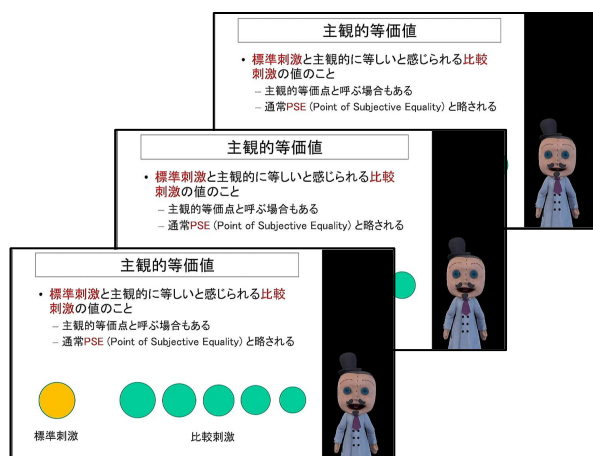 主観的等価値
• 標準刺激と主観的に等しいと感じられる比較
刺激の値のこと
– 主観的等価点と呼ぶ場合もある
– 通常PSE (Point of Subjective Equality) と略される
主観的等価値
• 標準刺激と主観的に等しいと感じられる比較
刺激の値のこと
– 主観的等価点と呼ぶ場合もある
– 通常PSE (Point of Subjective Equality) と略される
主観的等価値
• 標準刺激と主観的に等しいと感じられる比較
刺激の値のこと
– 主観的等価点と呼ぶ場合もある
– 通常PSE (Point of Subjective Equality) と略される
標準刺激
比較刺激